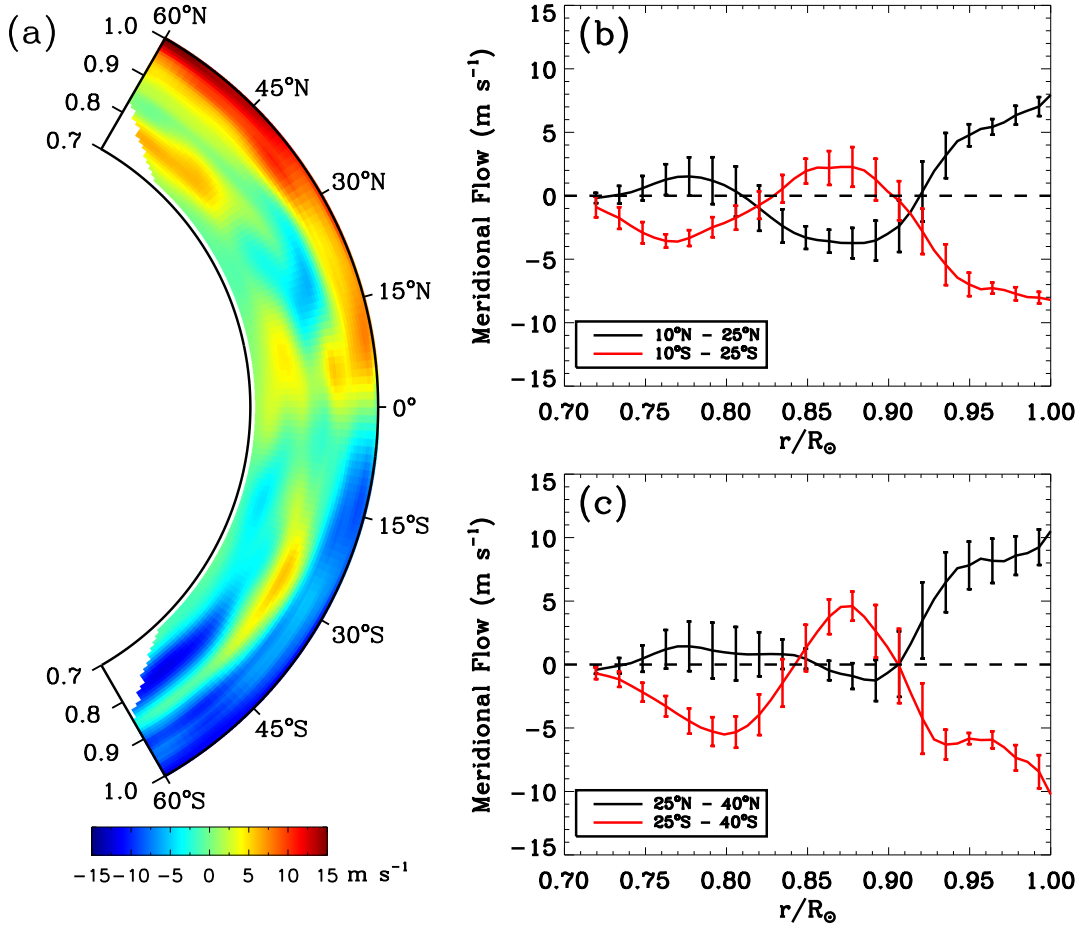 (a)
60°N
1.0
0.9
0.8
0.7
45°N
30°N
15°N
0°
15°S
30°S
45°S
60°S
0.7
0.8
0.9
1.0
−15 −10 −5 0 5 10 15 m s⁻¹
(b)
Meridional Flow (m s⁻¹)
15
10
5
0
−5
−10
−15
10°N − 25°N
10°S − 25°S
0.70 0.75 0.80 0.85 0.90 0.95 1.00
r/R⊙
(c)
Meridional Flow (m s⁻¹)
15
10
5
0
−5
−10
−15
25°N − 40°N
25°S − 40°S
0.70 0.75 0.80 0.85 0.90 0.95 1.00
r/R⊙